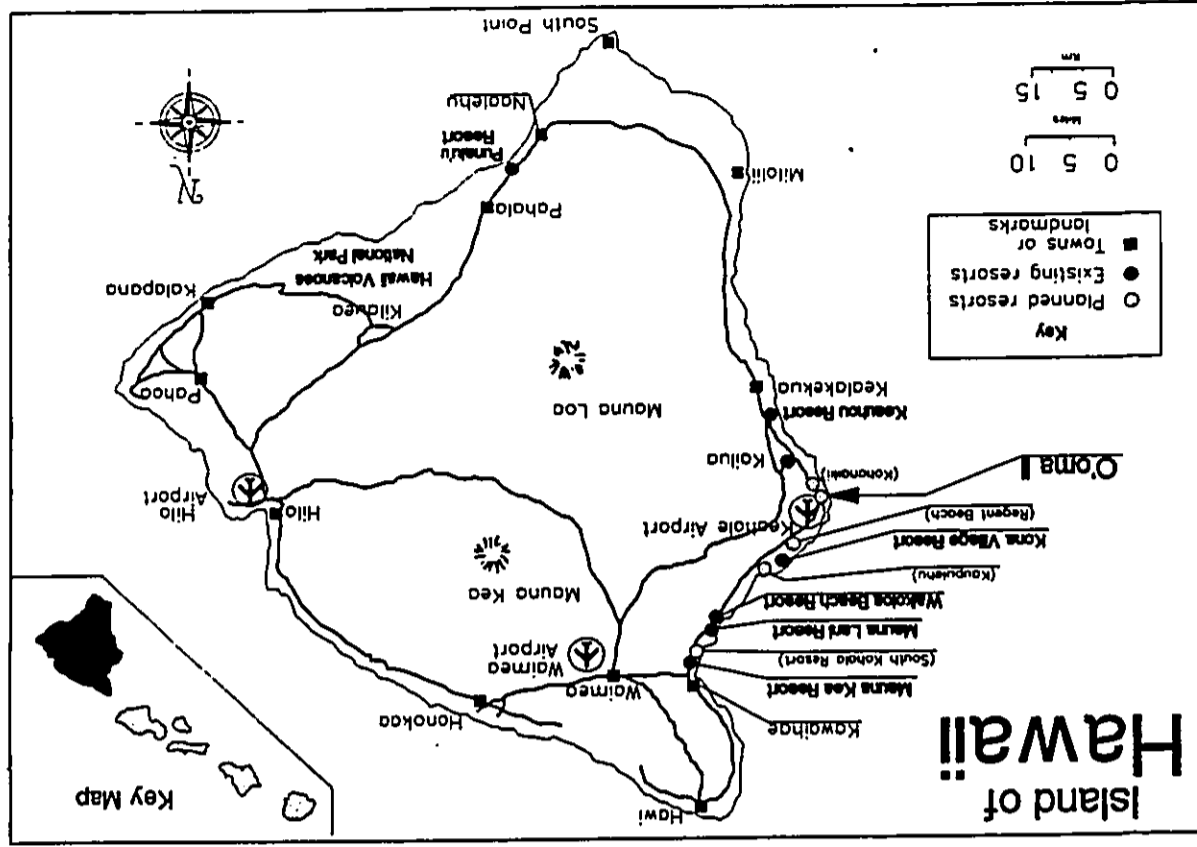 Island of
Hawaii
Key Map
Hawi
Kawaihae
Mauna Kea Resort
(South Kohala Resort)
Mauna Lani Resort
Waikoloa Beach Resort
(Kaupulehu)
Kona Village Resort
(Regent Beach)
O'oma II
(Kohanaiki)
Keahole Airport
Waimea
Waimea
Airport
Honokaa
Mauna Kea
Hilo
Hilo
Airport
Kailua
Keauhou Resort
Kealakekua
Mauna Loa
Pahoa
Kilauea
Hawaii Volcanoes
National Park
Kalapana
Pahala
Punalu'u
Resort
Naalehu
Milolii
South Point
Key
Planned resorts
Existing resorts
Towns or
landmarks
0 5 10
Miles
0 5 15
Km
N